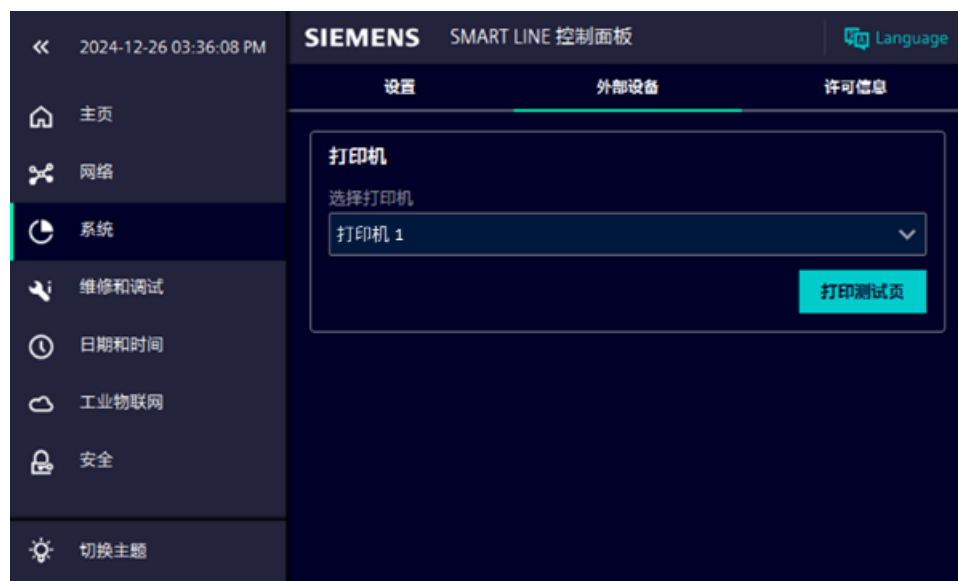 2024-12-26 03:36:08 PM
主页
网络
系统
维修和调试
日期和时间
工业物联网
安全
切换主题
SIEMENS SMART LINE 控制面板 Language
设置 外部设备 许可信息
打印机
选择打印机
打印机 1
打印测试页